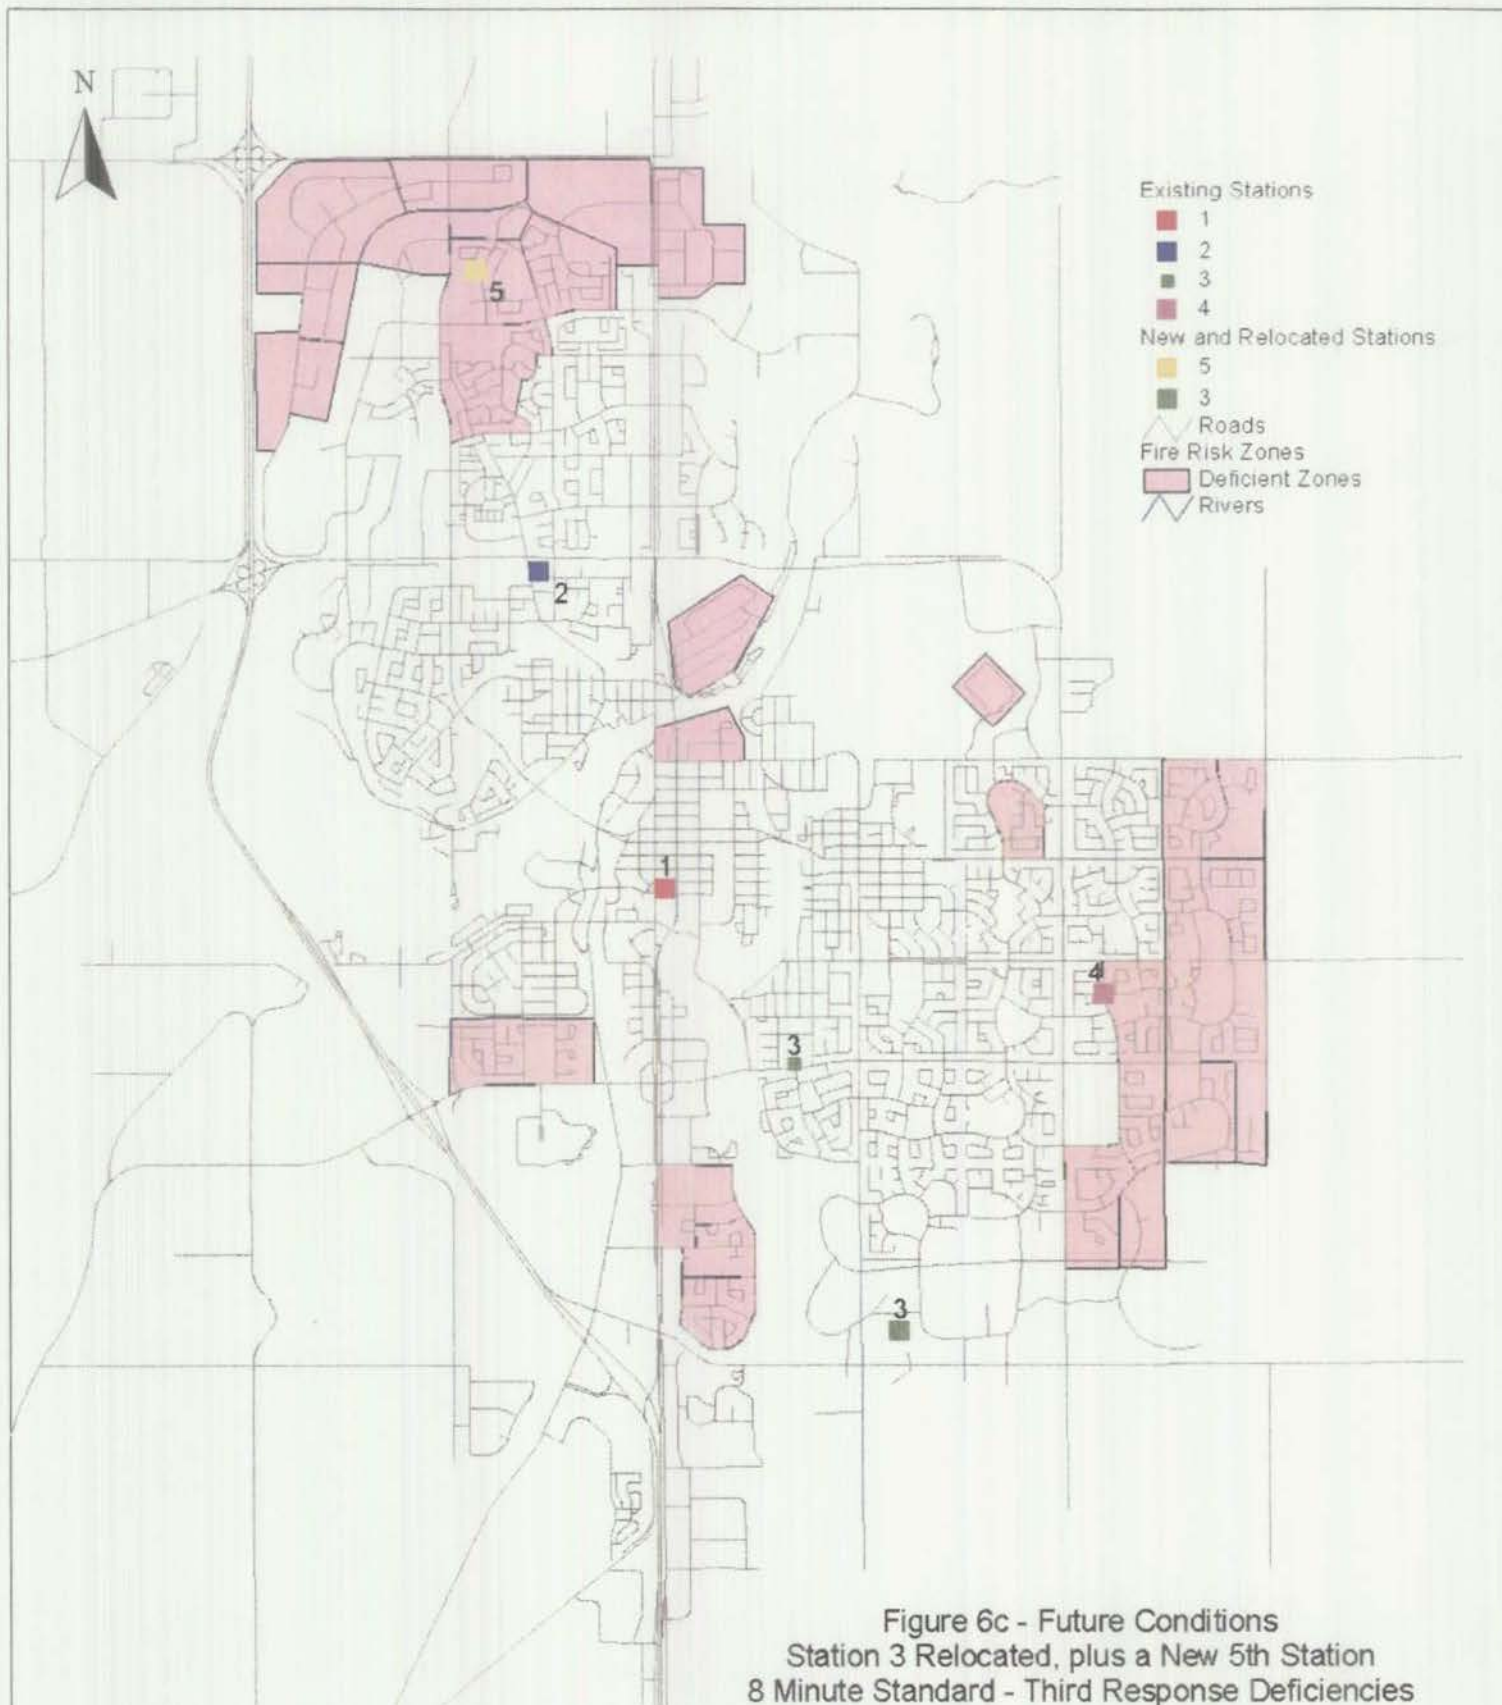 N
Existing Stations
1
2
3
4
New and Relocated Stations
5
3
Roads
Fire Risk Zones
Deficient Zones
Rivers
5
2
1
4
3
3
Figure 6c - Future Conditions
Station 3 Relocated, plus a New 5th Station
8 Minute Standard - Third Response Deficiencies